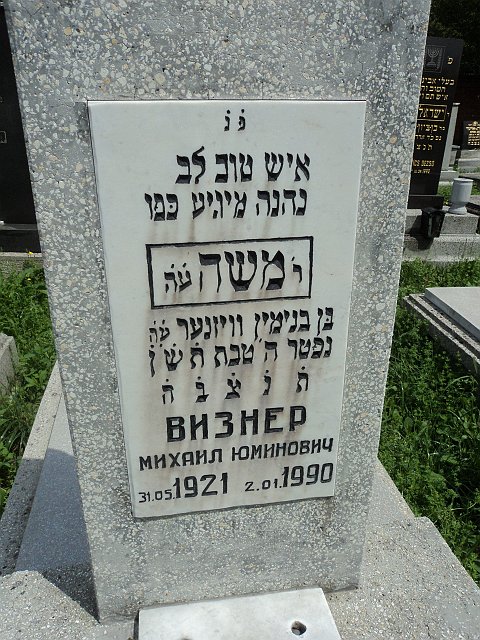 פ נ
איש טוב לב
נהנה מיגיע כפו
ר משה ע״ה
בן בנימין וויזנער ע״ה
נפטר ה׳ טבת תש״ן
ת נ צ ב ה
ВИЗНЕР
МИХАИЛ ЮМИНОВИЧ
31.05.1921 2.01.1990